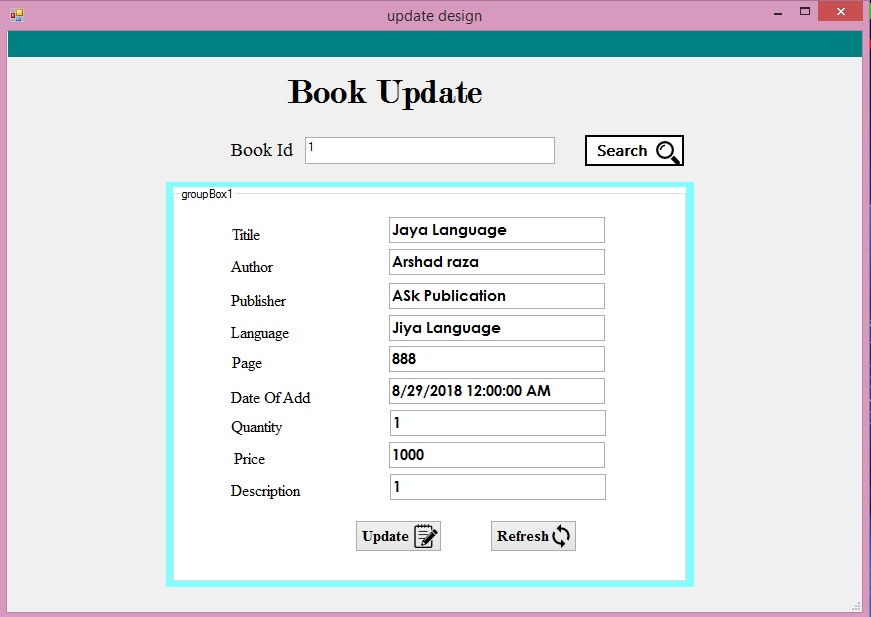 update design
Book Update
Book Id 1 Search
groupBox1
Titile Jaya Language
Author Arshad raza
Publisher ASk Publication
Language Jiya Language
Page 888
Date Of Add 8/29/2018 12:00:00 AM
Quantity 1
Price 1000
Description 1
Update Refresh